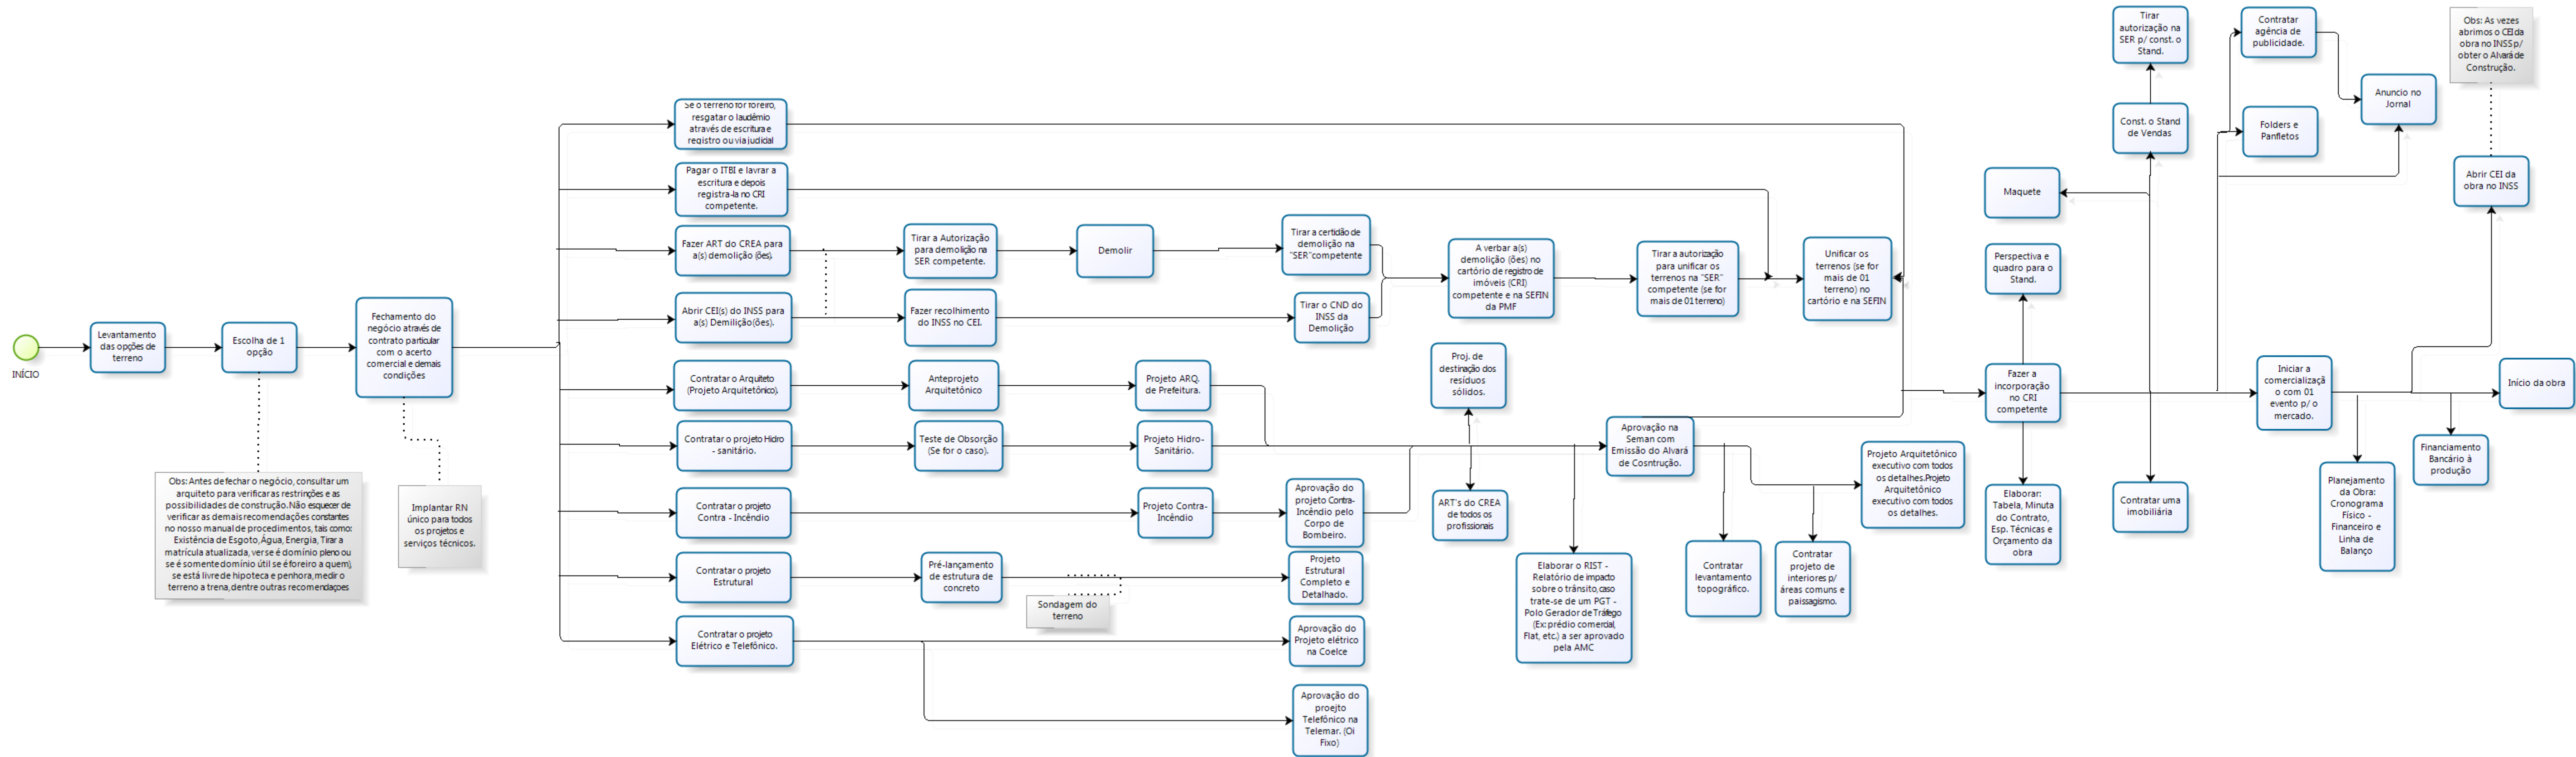 INÍCIO
Levantamento
das opções de
terreno
Escolha de 1
opção
Obs: Antes de fechar o negócio, consultar um
arquiteto para verificar as restrinções e as
possibilidades de construção. Não esquecer de
verificar as demais recomendações constantes
no nosso manual de procedimentos, tais como:
Existência de Esgoto, Água, Energia, Tirar a
matrícula atualizada, ver se é domínio pleno ou
se é somente domínio útil se é foreiro a quem),
se está livre de hipoteca e penhora, medir o
terreno a trena, dentre outras recomendaçoes
Fechamento do
negócio através de
contrato particular
com o acerto
comercial e demais
condições
Implantar RN
único para todos
os projetos e
serviços técnicos.
Se o terreno for foreiro,
resgatar o laudêmio
através de escritura e
registro ou via judicial
Pagar o ITBI e lavrar a
escritura e depois
registra-la no CRI
competente.
Fazer ART do CREA para
a(s) demolição (ões).
Tirar a Autorização
para demolição na
SER competente.
Demolir
Tirar a certidão de
demolição na
"SER"competente
Abrir CEI(s) do INSS para
a(s) Demilição(ões).
Fazer recolhimento
do INSS no CEI.
Tirar o CND do
INSS da
Demolição
A verbar a(s)
demolição (ões) no
cartório de registro de
imóveis (CRI)
competente e na SEFIN
da PMF
Tirar a autorização
para unificar os
terrenos na "SER"
competente (se for
mais de 01 terreno)
Unificar os
terrenos (se for
mais de 01
terreno) no
cartório e na SEFIN
Contratar o Arquiteto
(Projeto Arquitetônico).
Anteprojeto
Arquitetônico
Projeto ARQ.
de Prefeitura.
Contratar o projeto Hidro
- sanitário.
Teste de Obsorção
(Se for o caso).
Projeto Hidro-
Sanitário.
Contratar o projeto
Contra - Incêndio
Projeto Contra-
Incêndio
Aprovação do
projeto Contra-
Incêndio pelo
Corpo de
Bombeiro.
Contratar o projeto
Estrutural
Pré-lançamento
de estrutura de
concreto
Sondagem do
terreno
Projeto
Estrutural
Completo e
Detalhado.
Contratar o projeto
Elétrico e Telefônico.
Aprovação do
Projeto elétrico
na Coelce
Aprovação do
proejto
Telefônico na
Telemar. (Oi
Fixo)
Proj. de
destinação dos
resíduos
sólidos.
ART's do CREA
de todos os
profissionais
Elaborar o RIST -
Relatório de impacto
sobre o trânsito, caso
trate-se de um PGT -
Polo Gerador de Tráfego
(Ex: prédio comercial,
Flat, etc.) a ser aprovado
pela AMC
Aprovação na
Seman com
Emissão do Alvará
de Cosntrução.
Contratar
levantamento
topográfico.
Contratar
projeto de
interiores p/
áreas comuns e
paissagismo.
Projeto Arquitetônico
executivo com todos
os detalhes.Projeto
Arquitetônico
executivo com todos
os detalhes.
Maquete
Perspectiva e
quadro para o
Stand.
Fazer a
incorporação
no CRI
competente
Elaborar:
Tabela, Minuta
do Contrato,
Esp. Técnicas e
Orçamento da
obra
Tirar
autorização na
SER p/ const. o
Stand.
Const. o Stand
de Vendas
Contratar uma
imobiliária
Contratar
agência de
publicidade.
Folders e
Panfletos
Anuncio no
Jornal
Iniciar a
comercializaçã
o com 01
evento p/ o
mercado.
Planejamento
da Obra:
Cronograma
Físico -
Financeiro e
Linha de
Balanço
Financiamento
Bancário à
produção
Obs: As vezes
abrimos o CEI da
obra no INSS p/
obter o Alvará de
Construção.
Abrir CEI da
obra no INSS
Início da obra